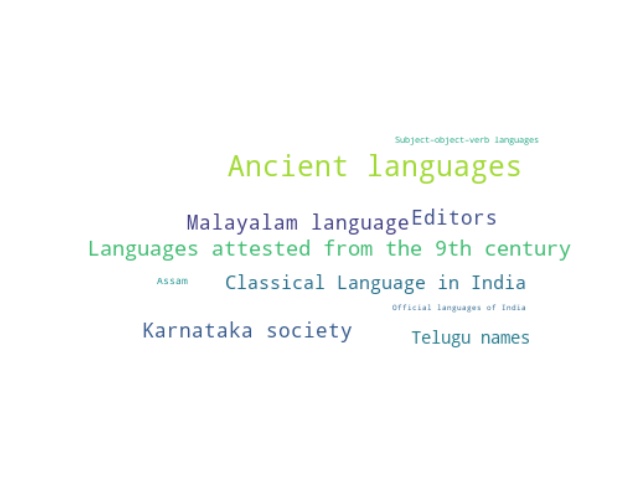 Subject-object-verb languages
Ancient languages
Malayalam language
Editors
Languages attested from the 9th century
Assam
Classical Language in India
Official languages of India
Karnataka society
Telugu names